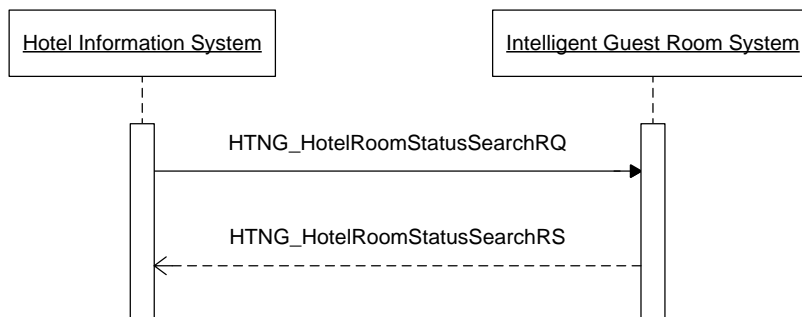 Hotel Information System
Intelligent Guest Room System
HTNG_HotelRoomStatusSearchRQ
HTNG_HotelRoomStatusSearchRS